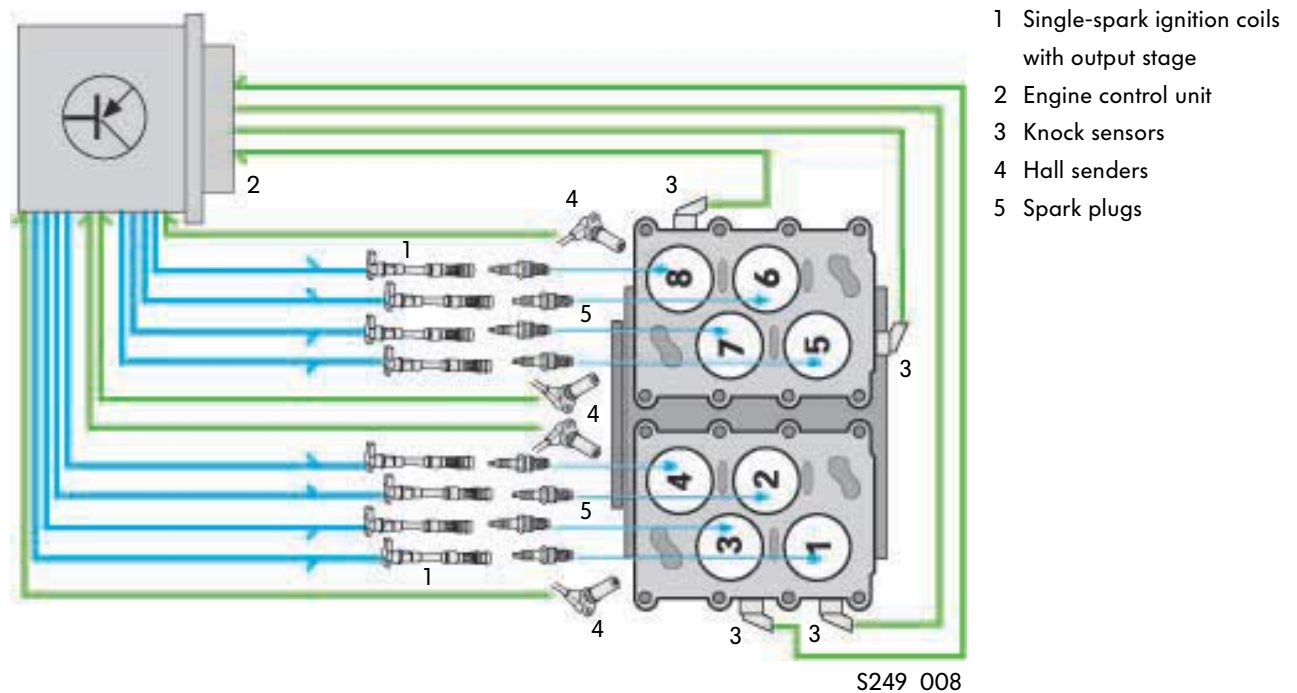 1 Single-spark ignition coils
with output stage
2 Engine control unit
3 Knock sensors
4 Hall senders
5 Spark plugs
2
3
4
1
8
6
5
7
5
3
4
4
2
5
3
1
1
4
3
3
S249_008